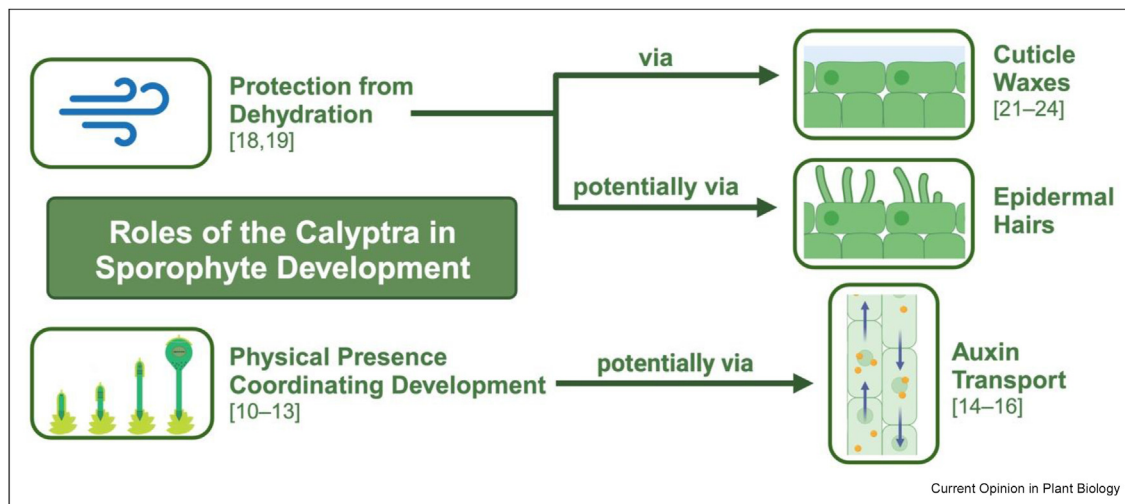 Protection from
Dehydration
[18,19]
via
Cuticle
Waxes
[21–24]
potentially via
Epidermal
Hairs
Roles of the Calyptra in
Sporophyte Development
Physical Presence
Coordinating Development
[10–13]
potentially via
Auxin
Transport
[14–16]
Current Opinion in Plant Biology